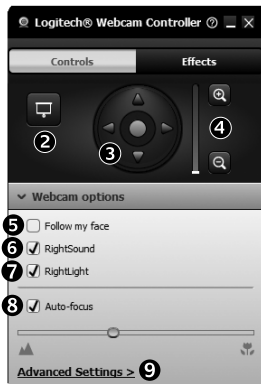 Logitech® Webcam Controller
Controls Effects
2
3
4
Webcam options
5 Follow my face
6 RightSound
7 RightLight
8 Auto-focus
Advanced Settings > 9